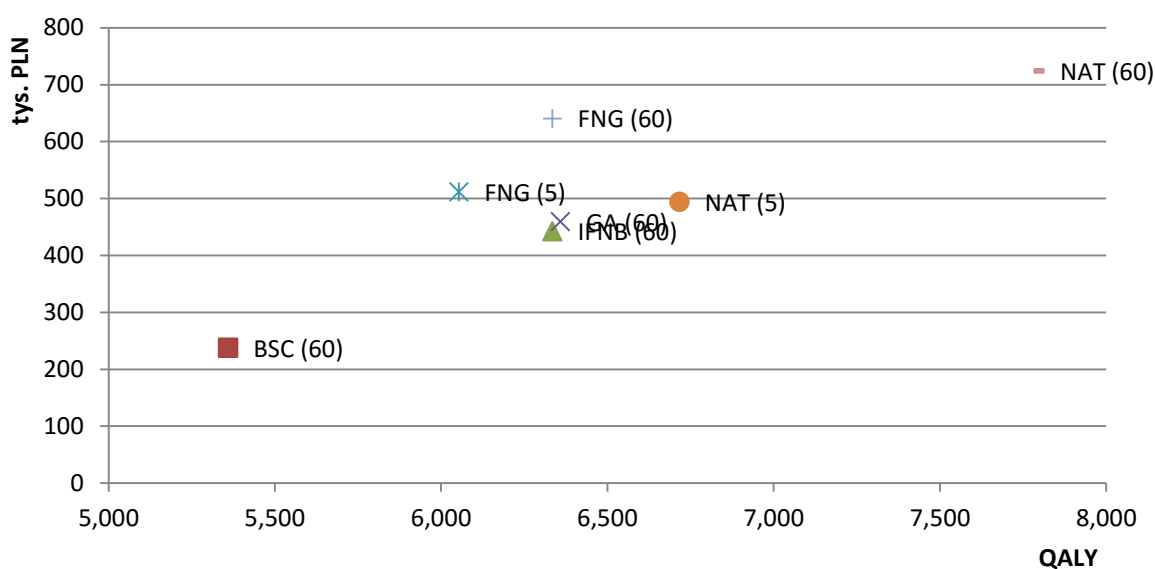 tys. PLN
800
700
600
500
400
300
200
100
0
NAT (60)
FNG (60)
FNG (5)
NAT (5)
GA (60)
IFNB (60)
BSC (60)
5,000 5,500 6,000 6,500 7,000 7,500 8,000
QALY